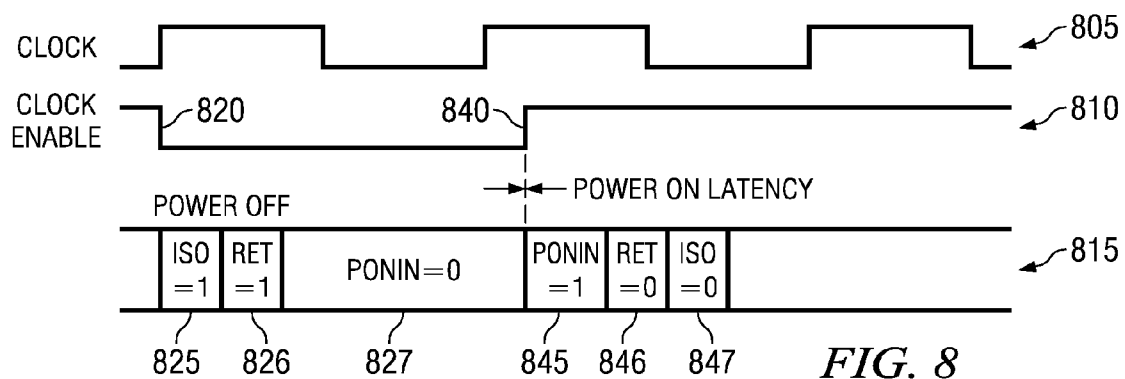 CLOCK
805
CLOCK
ENABLE
820
840
810
POWER ON LATENCY
POWER OFF
ISO
=1
RET
=1
PONIN=0
PONIN
=1
RET
=0
ISO
=0
815
825
826
827
845
846
847
FIG. 8